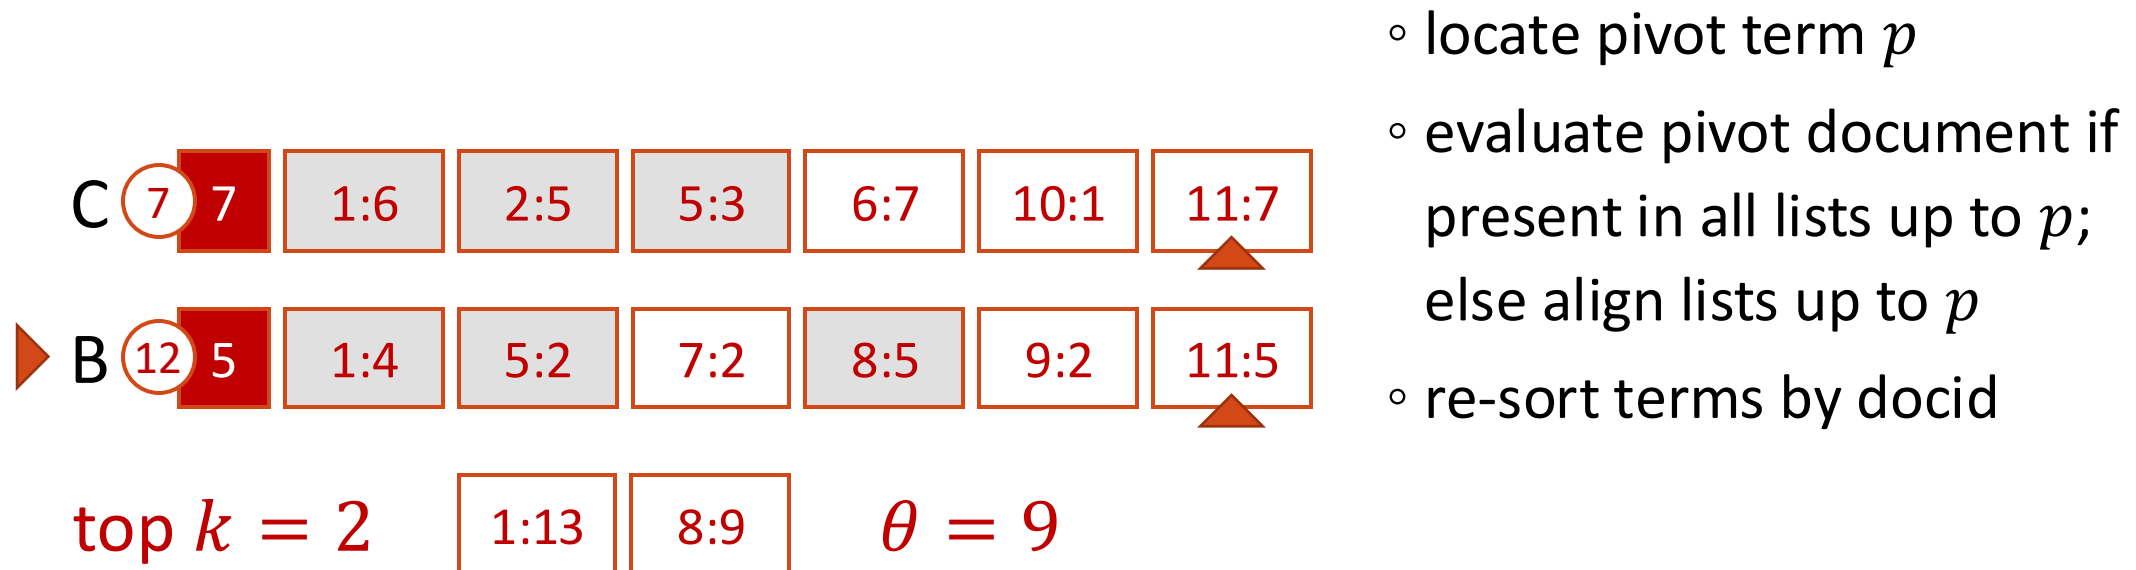 C 7 7 1:6 2:5 5:3 6:7 10:1 11:7
B 12 5 1:4 5:2 7:2 8:5 9:2 11:5
top k = 2 1:13 8:9 θ = 9
◦ locate pivot term p
◦ evaluate pivot document if
present in all lists up to p;
else align lists up to p
◦ re-sort terms by docid